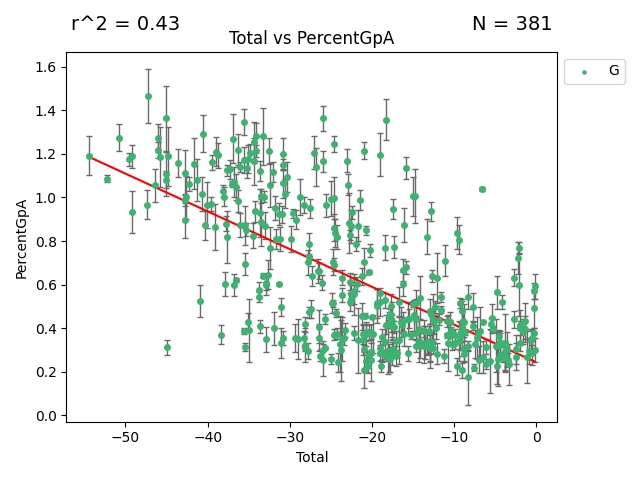 r^2 = 0.43
N = 381
Total vs PercentGpA
G
PercentGpA
1.6
1.4
1.2
1.0
0.8
0.6
0.4
0.2
0.0
−50
−40
−30
−20
−10
0
Total